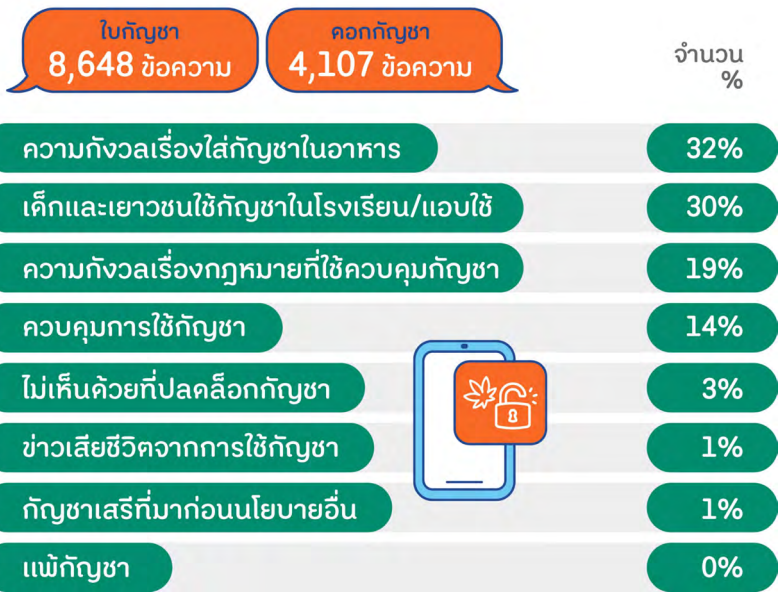 ใบกัญชา
8,648 ข้อความ
ดอกกัญชา
4,107 ข้อความ
จำนวน
%
ความกังวลเรื่องใส่กัญชาในอาหาร 32%
เด็กและเยาวชนใช้กัญชาในโรงเรียน/แอบใช้ 30%
ความกังวลเรื่องกฎหมายที่ใช้ควบคุมกัญชา 19%
ควบคุมการใช้กัญชา 14%
ไม่เห็นด้วยที่ปลดล็อกกัญชา 3%
ข่าวเสียชีวิตจากการใช้กัญชา 1%
กัญชาเสรีที่มาก่อนนโยบายอื่น 1%
แพ้กัญชา 0%